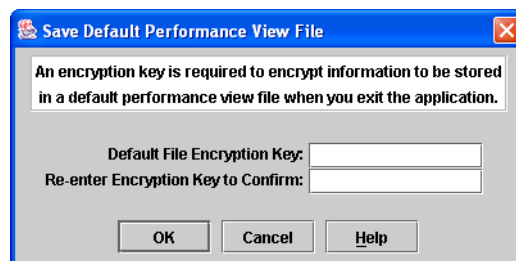 Save Default Performance View File
An encryption key is required to encrypt information to be stored
in a default performance view file when you exit the application.
Default File Encryption Key:
Re-enter Encryption Key to Confirm:
OK Cancel Help